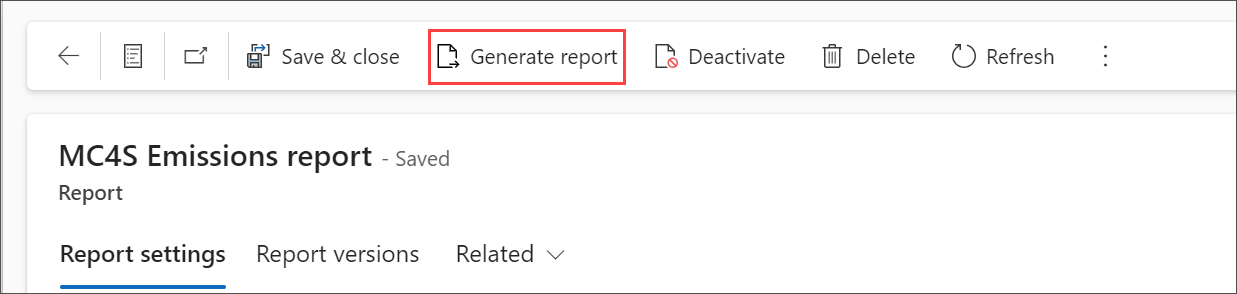 Save & close Generate report Deactivate Delete Refresh
MC4S Emissions report - Saved
Report
Report settings Report versions Related